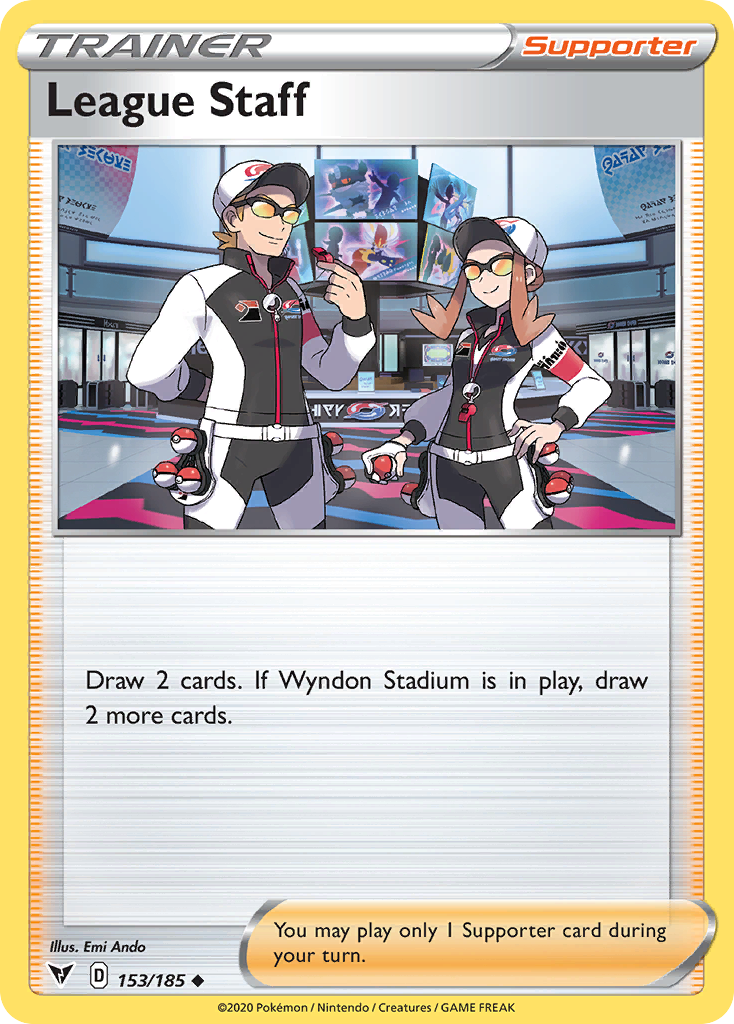 TRAINER
Supporter
League Staff
Draw 2 cards. If Wyndon Stadium is in play, draw
2 more cards.
You may play only 1 Supporter card during
your turn.
Illus. Emi Ando
D 153/185
©2020 Pokémon / Nintendo / Creatures / GAME FREAK